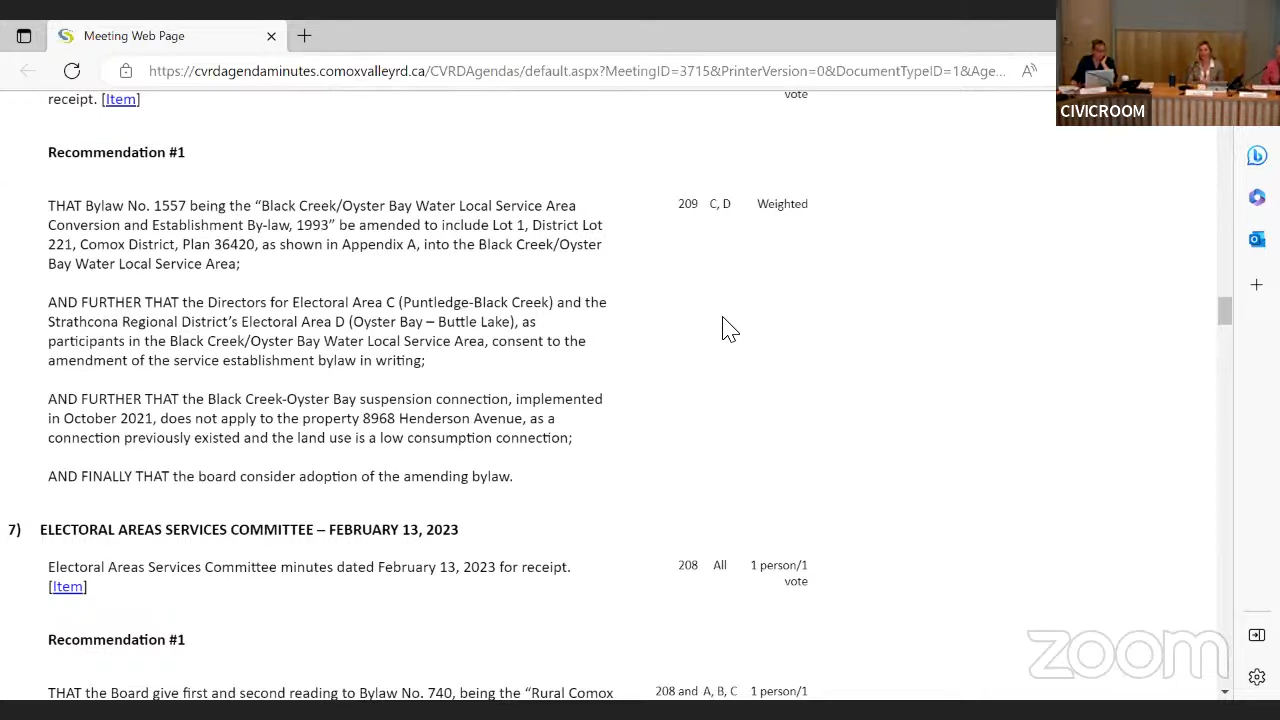 Meeting Web Page
https://cvrdagendaminutes.comoxvalleyrd.ca/CVRDAgendas/default.aspx?MeetingID=3715&PrinterVersion=0&DocumentTypeID=1&Age...
CIVICROOM
receipt. [Item]
vote
Recommendation #1
THAT Bylaw No. 1557 being the “Black Creek/Oyster Bay Water Local Service Area
209 C, D Weighted
Conversion and Establishment By-law, 1993” be amended to include Lot 1, District Lot
221, Comox District, Plan 36420, as shown in Appendix A, into the Black Creek/Oyster
Bay Water Local Service Area;
AND FURTHER THAT the Directors for Electoral Area C (Puntledge-Black Creek) and the
Strathcona Regional District’s Electoral Area D (Oyster Bay – Buttle Lake), as
participants in the Black Creek/Oyster Bay Water Local Service Area, consent to the
amendment of the service establishment bylaw in writing;
AND FURTHER THAT the Black Creek-Oyster Bay suspension connection, implemented
in October 2021, does not apply to the property 8968 Henderson Avenue, as a
connection previously existed and the land use is a low consumption connection;
AND FINALLY THAT the board consider adoption of the amending bylaw.
7) ELECTORAL AREAS SERVICES COMMITTEE – FEBRUARY 13, 2023
Electoral Areas Services Committee minutes dated February 13, 2023 for receipt.
208 All 1 person/1
[Item]
vote
Recommendation #1
THAT the Board give first and second reading to Bylaw No. 740, being the “Rural Comox
208 and A, B, C 1 person/1
zoom